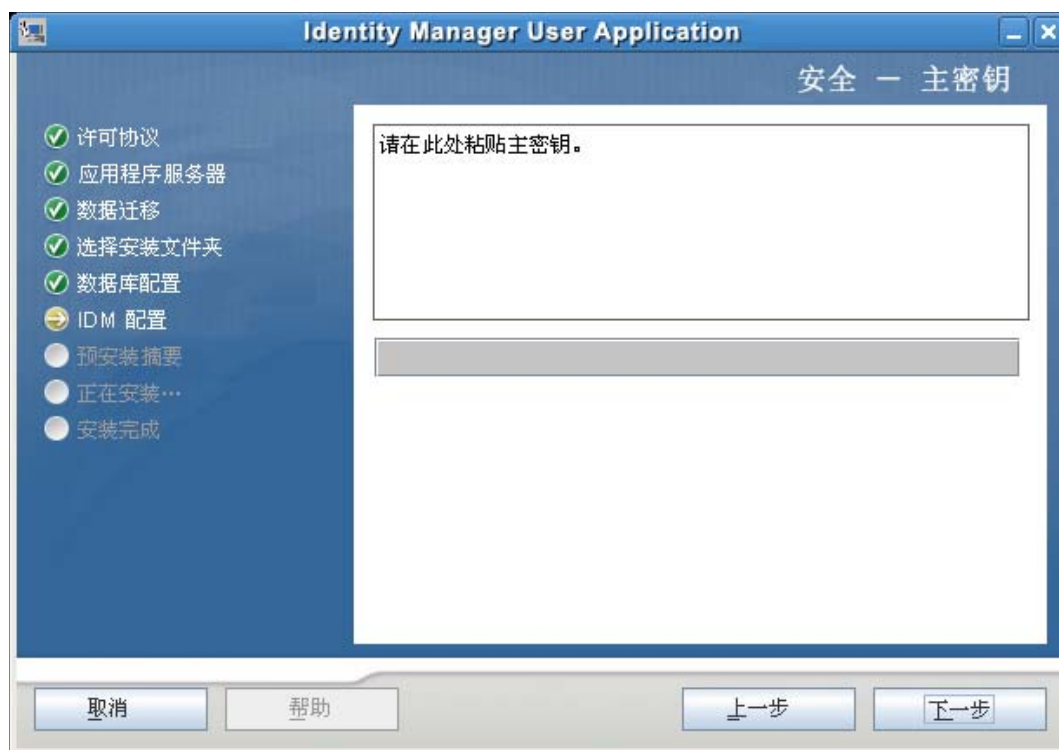 Identity Manager User Application
安全 — 主密钥
许可协议
应用程序服务器
数据迁移
选择安装文件夹
数据库配置
IDM 配置
预安装摘要
正在安装…
安装完成
请在此处粘贴主密钥。
取消
帮助
上一步
下一步